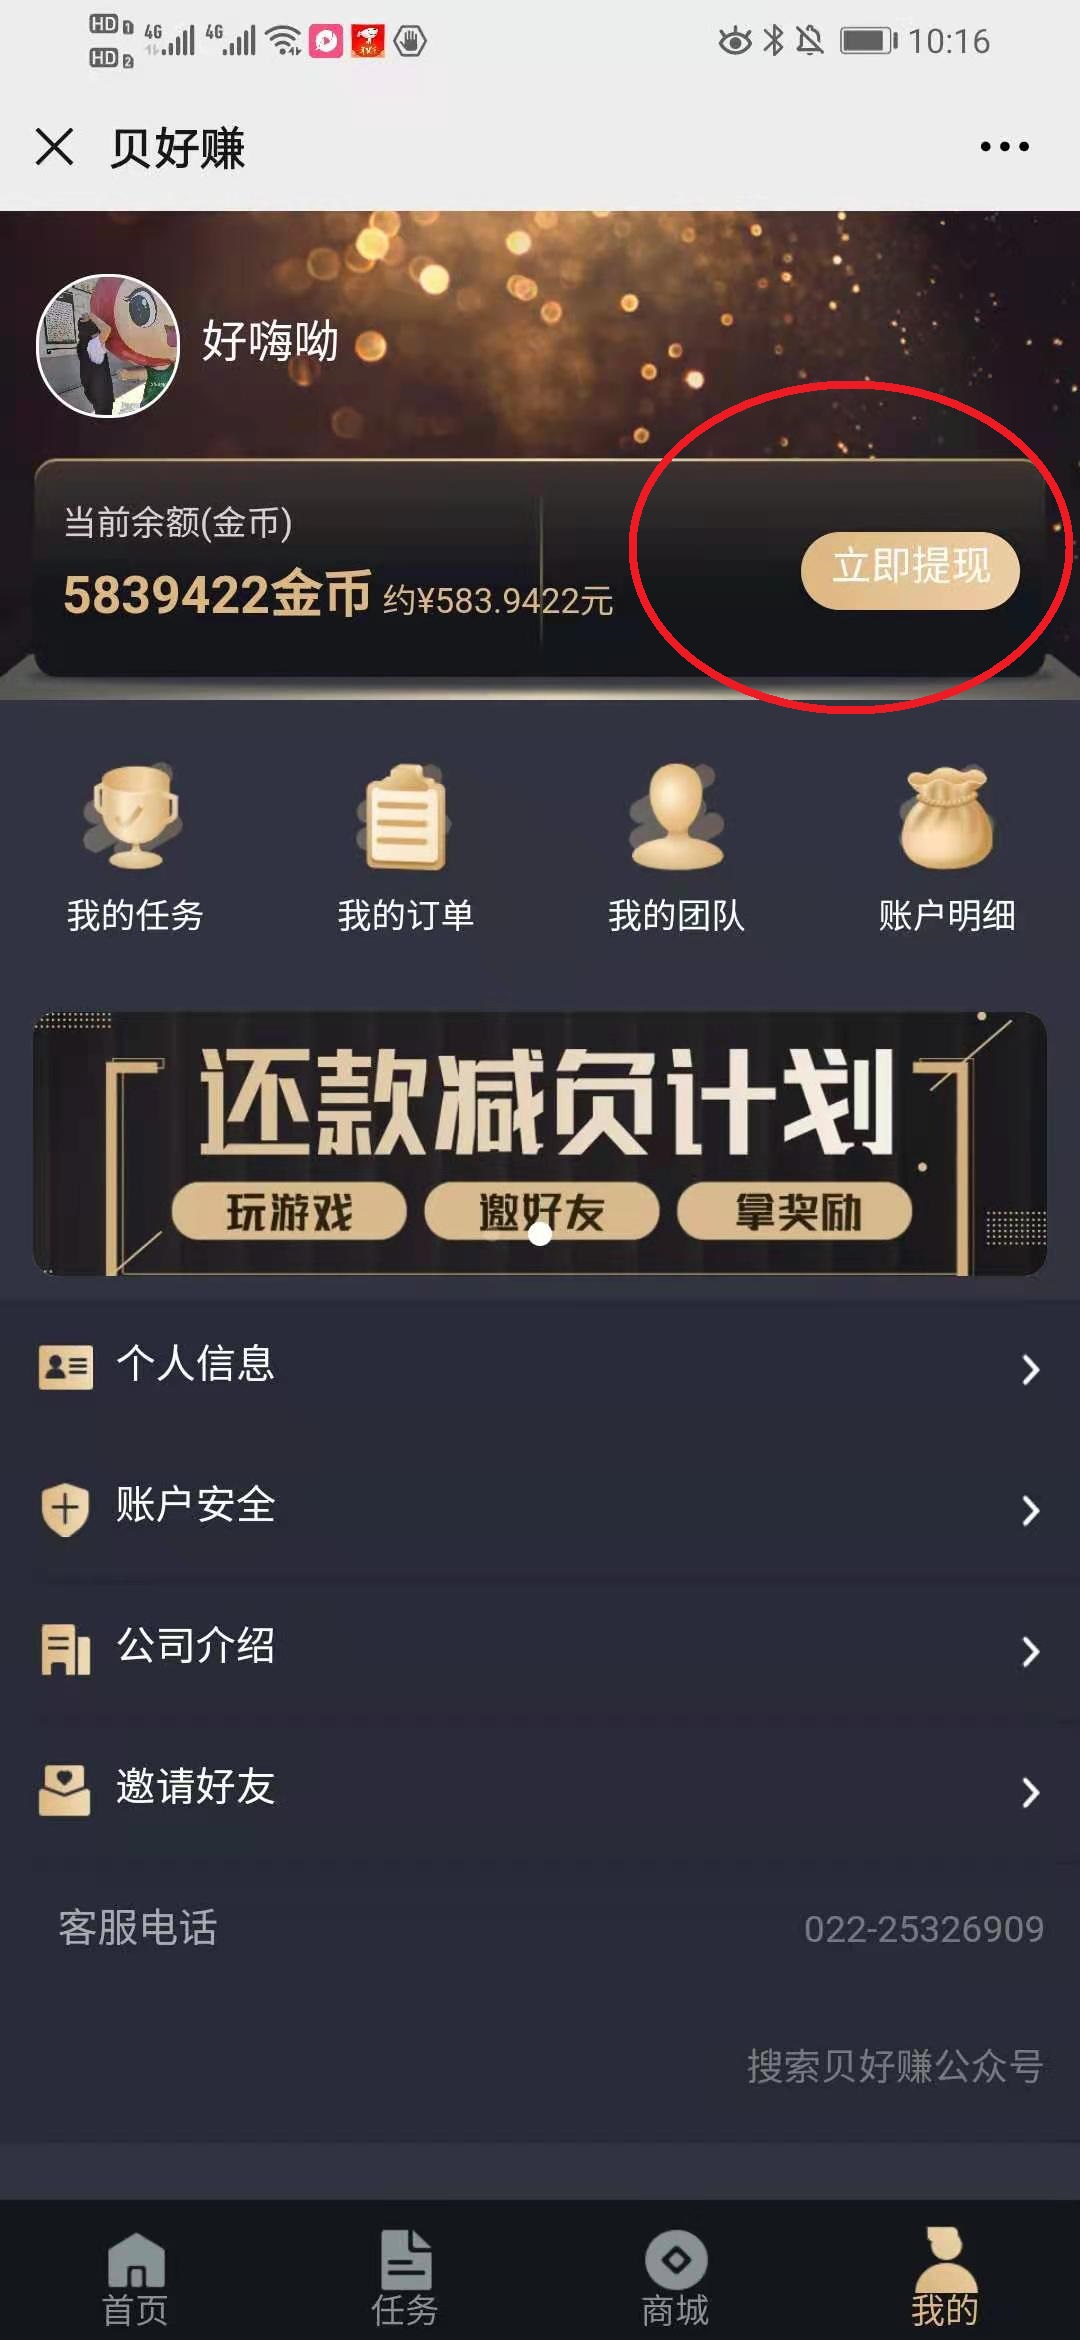 HD 1 4G 4G 10:16
HD 2
贝好赚
好嗨呦
当前余额(金币)
5839422金币 约¥583.9422元
立即提现
我的任务 我的订单 我的团队 账户明细
还款减负计划
玩游戏 邀好友 拿奖励
个人信息
账户安全
公司介绍
邀请好友
客服电话 022-25326909
搜索贝好赚公众号
首页 任务 商城 我的